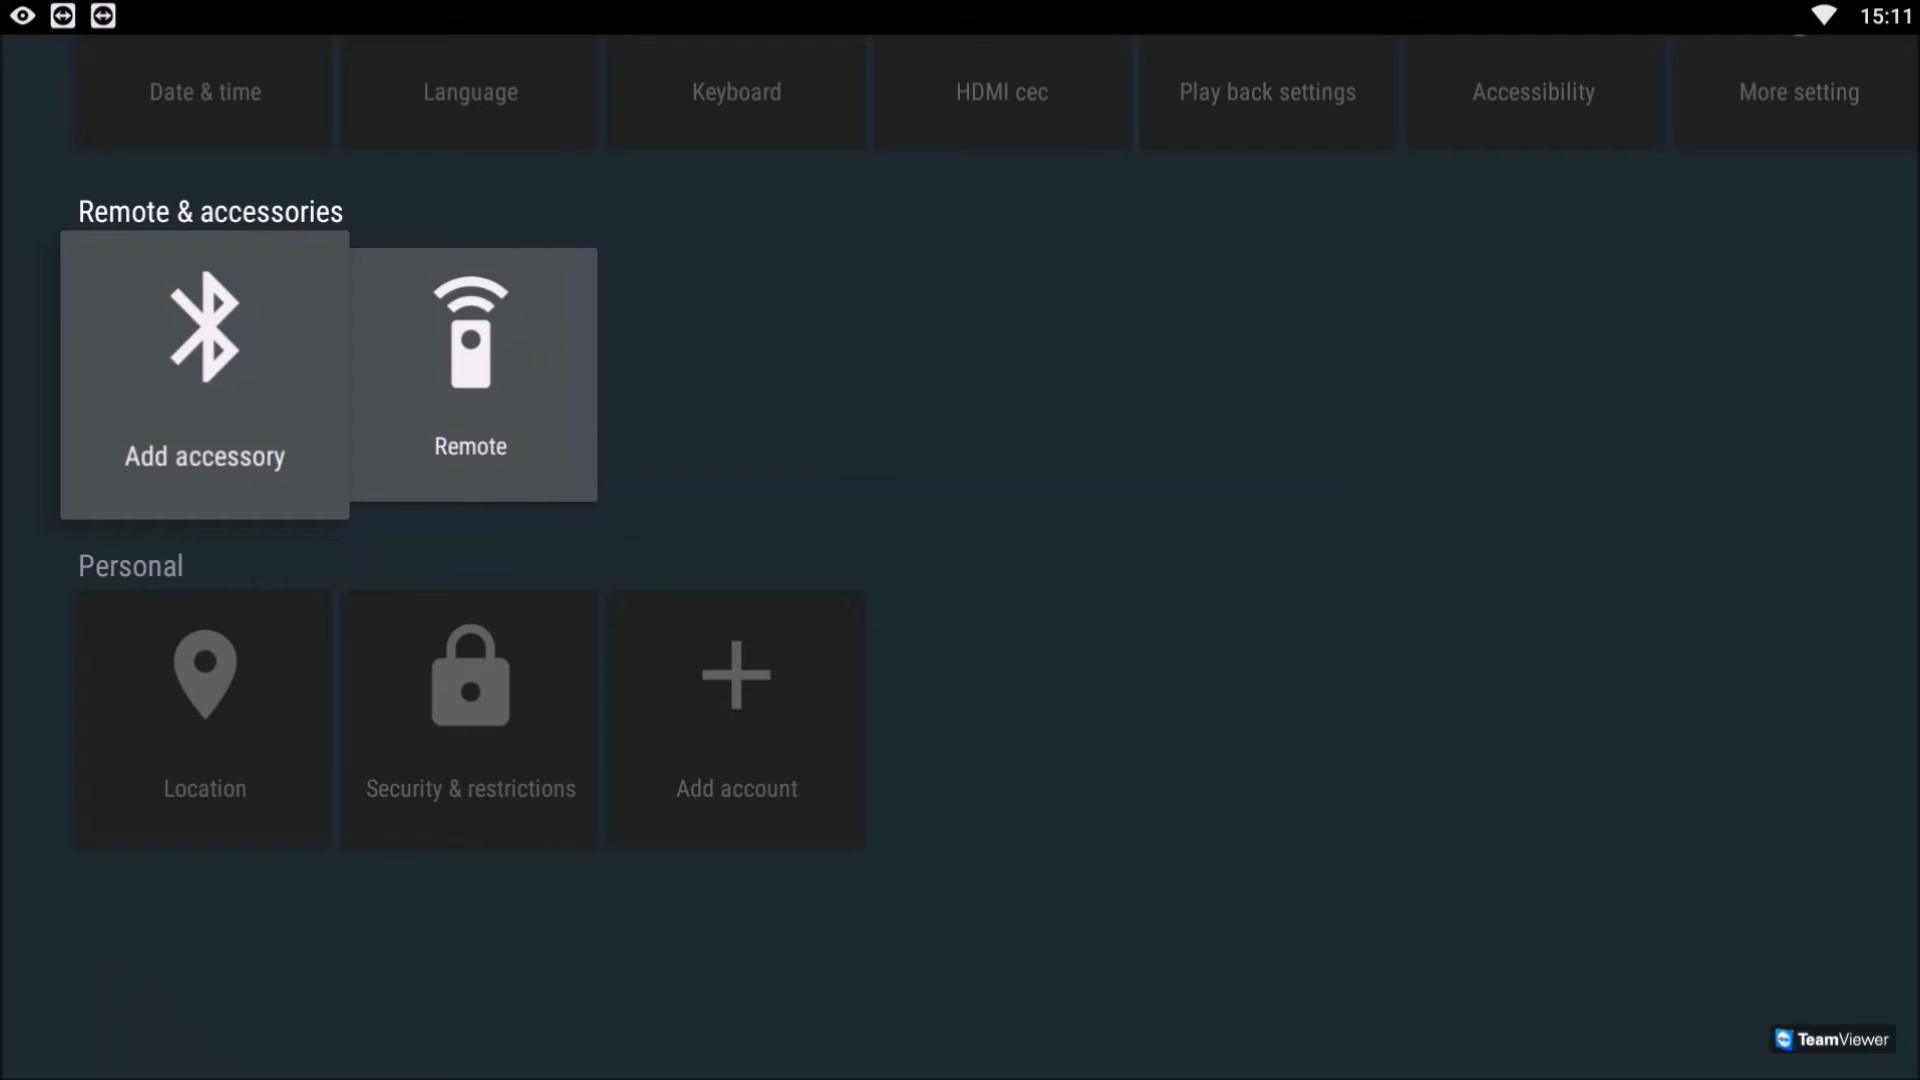 15:11
Date & time
Language
Keyboard
HDMI cec
Play back settings
Accessibility
More setting
Remote & accessories
Add accessory
Remote
Personal
Location
Security & restrictions
Add account
TeamViewer